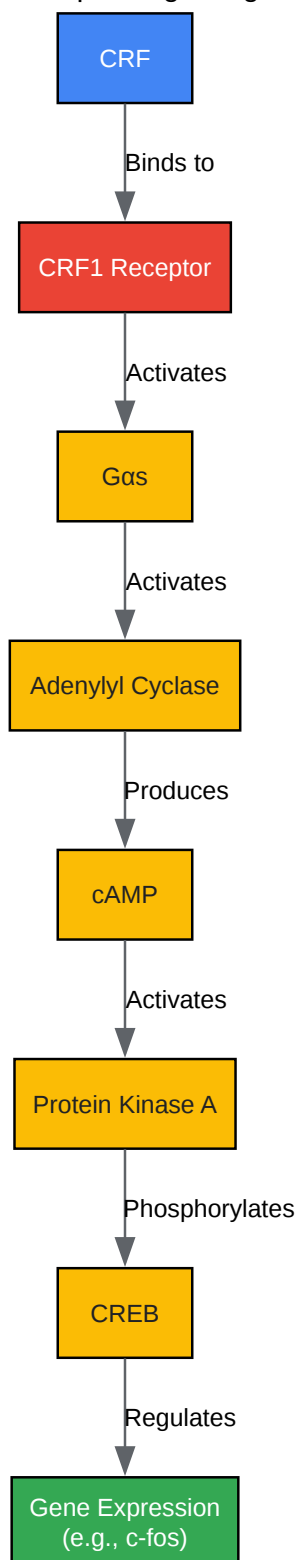 CRF
Binds to
CRF1 Receptor
Activates
Gαs
Activates
Adenylyl Cyclase
Produces
cAMP
Activates
Protein Kinase A
Phosphorylates
CREB
Regulates
Gene Expression
(e.g., c-fos)